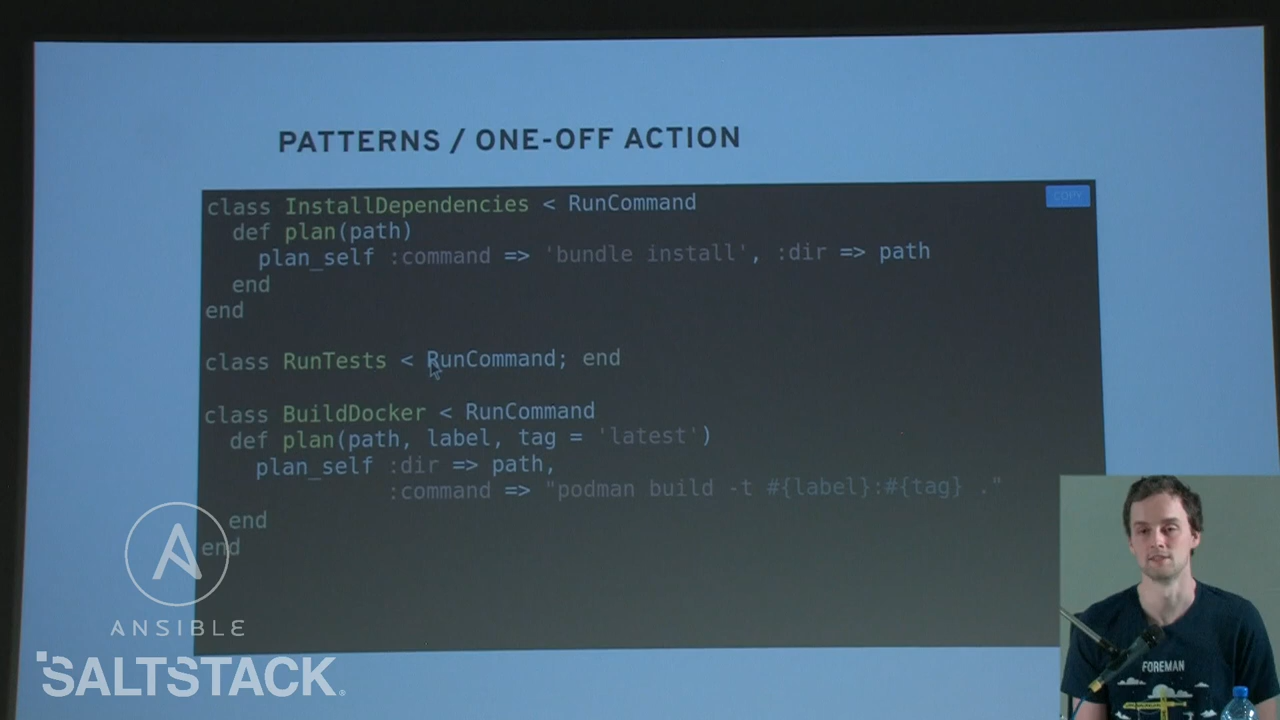 PATTERNS / ONE-OFF ACTION
COPY
class InstallDependencies < RunCommand
  def plan(path)
    plan_self :command => 'bundle install', :dir => path
  end
end
class RunTests < RunCommand; end
class BuildDocker < RunCommand
  def plan(path, label, tag = 'latest')
    plan_self :dir => path,
              :command => "podman build -t #{label}:#{tag} ."
  end
end
ANSIBLE
SALTSTACK.
FOREMAN